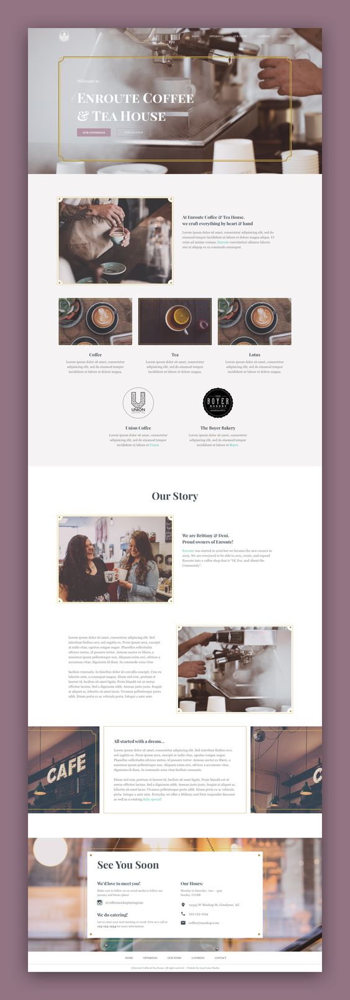 HOME OFFERINGS OUR STORY CATERING CONTACT
Welcome to
ENROUTE COFFEE
& TEA HOUSE
OUR OFFERINGS
OUR LOCATION
At Enroute Coffee & Tea House,
we craft everything by heart & hand
Lorem ipsum dolor sit amet, consectetur adipisicing elit, sed do
eiusmod tempor incididunt ut labore et dolore magna aliqua. Ut
enim ad minim veniam, Enroute exercitation ullamco laboris
nisi ut aliquip ex ea commodo consequat.
Coffee
Lorem ipsum dolor sit amet, consectetur
adipisicing elit, sed do eiusmod tempor
incididunt ut labore et dolore magna.
Tea
Lorem ipsum dolor sit amet, consectetur
adipisicing elit, sed do eiusmod tempor
incididunt ut labore et dolore magna.
Lotus
Lorem ipsum dolor sit amet, consectetur
adipisicing elit, sed do eiusmod tempor
incididunt ut labore et dolore magna.
UNION
THE
BOYER
BAKERY
Union Coffee
Lorem ipsum dolor sit amet, consectetur
adipisicing elit, sed do eiusmod tempor
incididunt ut labore et Union.
The Boyer Bakery
Lorem ipsum dolor sit amet, consectetur
adipisicing elit, sed do eiusmod tempor
incididunt ut labore et Boyer.
Our Story
We are Brittany & Deni.
Proud owners of Enroute!
Enroute was started in 2016 but we became the new owners in
2019. We are overjoyed to be able to own, create, and expand
Enroute into a coffee shop that is "Of, For, and About the
Community".
Lorem ipsum dolor sit amet, consectetur adipiscing elit. Sed
interdum finibus orci, sed sagittis ex. Proin igula arcu, suscipit
at nulla vitae, egestas congue augue. Phasellus sollicitudin
ultrices metus, id posuere tortor. Aenean auctor ex libero, a
maximus ipsum pellentesque non. Aliquam enim orci, ultrices a
accumsan vitae, dignissim id diam. In commodo urna vitae
facilisis venenatis. In faucibus dolor id convallis suscipit. Cras eu
lobortis ante, a consequat magna. Etiam nisl erat, pretium et
laoreet id, facilisis sit amet ligula. Proin blandit est ut metus
efficitur lacinia. Sed a dignissim nibh. Aenean justo justo, feugiat
at aliquet ac, lobortis sit amet lacus. Vivamus pellentesque porta
nibh. Etiam porta ex ac vehicula porta. Integer a ante ante.
CAFE
All started with a dream...
Lorem ipsum dolor sit amet, consectetur adipiscing elit. Sed interdum finibus orci,
sed sagittis ex. Proin arcu, suscipit at nulla vitae, egestas congue augue.
Phasellus sollicitudin ultrices metus, id posuere tortor. Aenean auctor ex libero, a
maximus ipsum pellentesque non. Aliquam enim orci, ultrices a accumsan vitae,
dignissim id diam. In commodo urna vitae facilisis venenatis.
Etiam nisl erat, pretium ut laoreet id, facilisis sit amet ligula. Proin blandit est ut
metus efficitur lacinia. Sed a dignissim nibh. Aenean justo justo, feugiat at aliquet ac,
lobortis sit amet lacus. Vivamus pellentesque porta nibh. Etiam porta ex ac vehicula
porta. Integer a ante ante. Everyday we offer a Military and First responder discount
as well as a rotating daily special!
C
See You Soon
We'd love to meet you!
Make sure to follow us on social media to follow our
journey and future plans!
@coffeemockupinstagram
We do catering!
Let us cater your next meeting or event. Give us a call at
123-123-1234 for more information.
Our Hours:
Monday to Saturday: 7am – 5pm
Sunday: CLOSE
12345 W Mockup St, Goodyear, AZ
123-123-1234
coffee@mockup.com
HOME OFFERINGS OUR STORY CATERING CONTACT
©Enroute Coffee & Tea House. All right reserved | Website by Good Lines Media